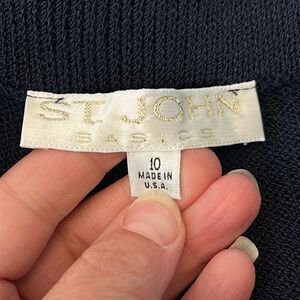 ST. JOHN
BASICS
10
MADE IN
U.S.A.